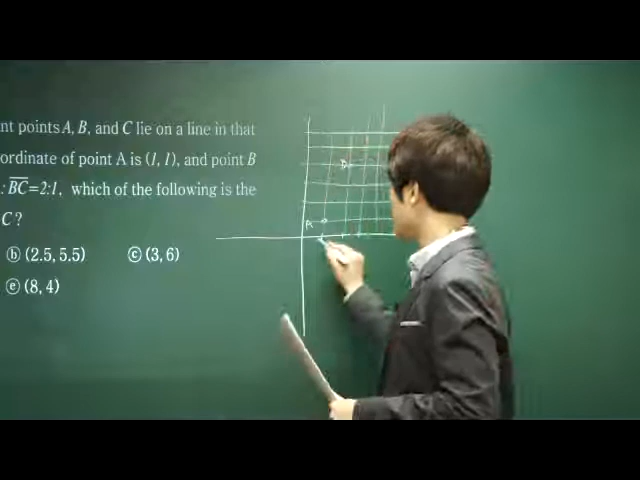 nt points A, B, and C lie on a line in that
ordinate of point A is (1, 1), and point B
: BC=2:1, which of the following is the
C?
ⓑ (2.5, 5.5) ⓒ (3, 6)
ⓔ (8, 4)
A
B